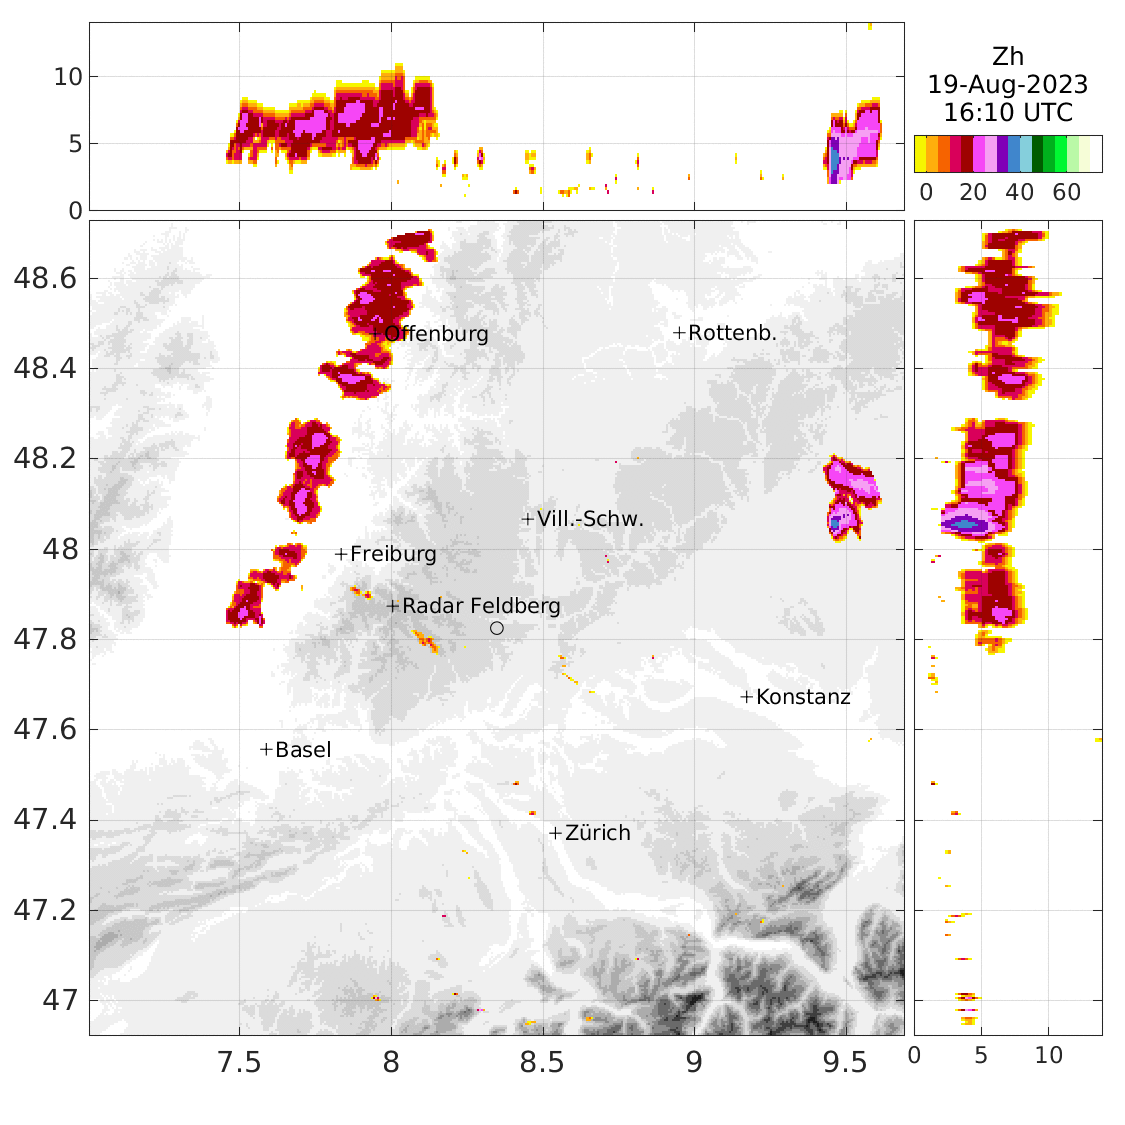 10
5
0
Zh
19-Aug-2023
16:10 UTC
0 20 40 60
48.6
48.4
48.2
48
47.8
47.6
47.4
47.2
47
Offenburg
Rottenb.
Vill.-Schw.
Freiburg
Radar Feldberg
Konstanz
Basel
Zürich
7.5 8 8.5 9 9.5
0 5 10